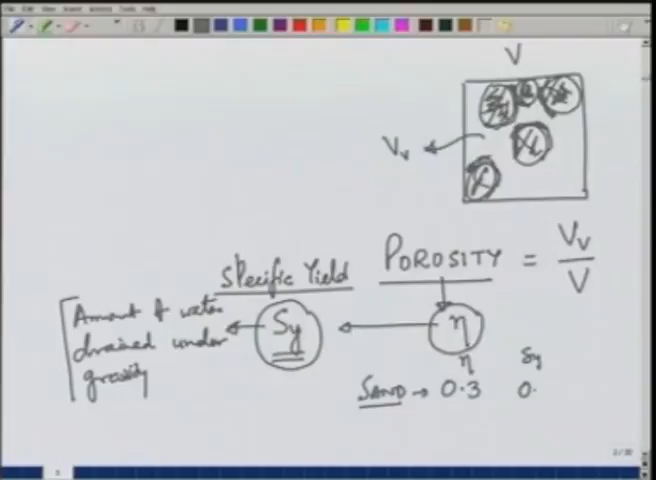 V
Vv
POROSITY = Vv / V
Specific Yield
Amount of water
drained under
gravity
Sy
η
η Sy
SAND → 0.3 0.